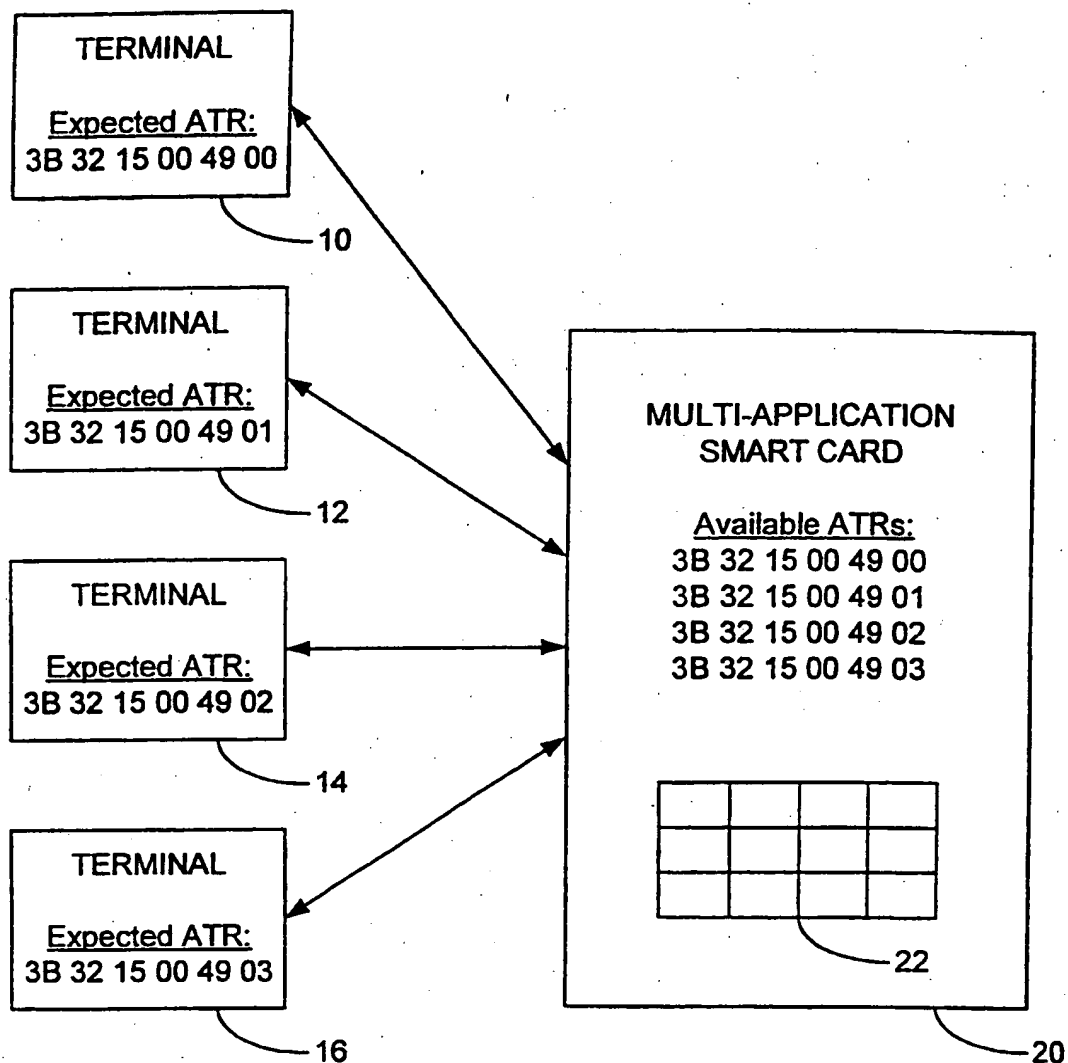 TERMINAL
Expected ATR:
3B 32 15 00 49 00
10
TERMINAL
Expected ATR:
3B 32 15 00 49 01
12
TERMINAL
Expected ATR:
3B 32 15 00 49 02
14
TERMINAL
Expected ATR:
3B 32 15 00 49 03
16
MULTI-APPLICATION
SMART CARD
Available ATRs:
3B 32 15 00 49 00
3B 32 15 00 49 01
3B 32 15 00 49 02
3B 32 15 00 49 03
22
20